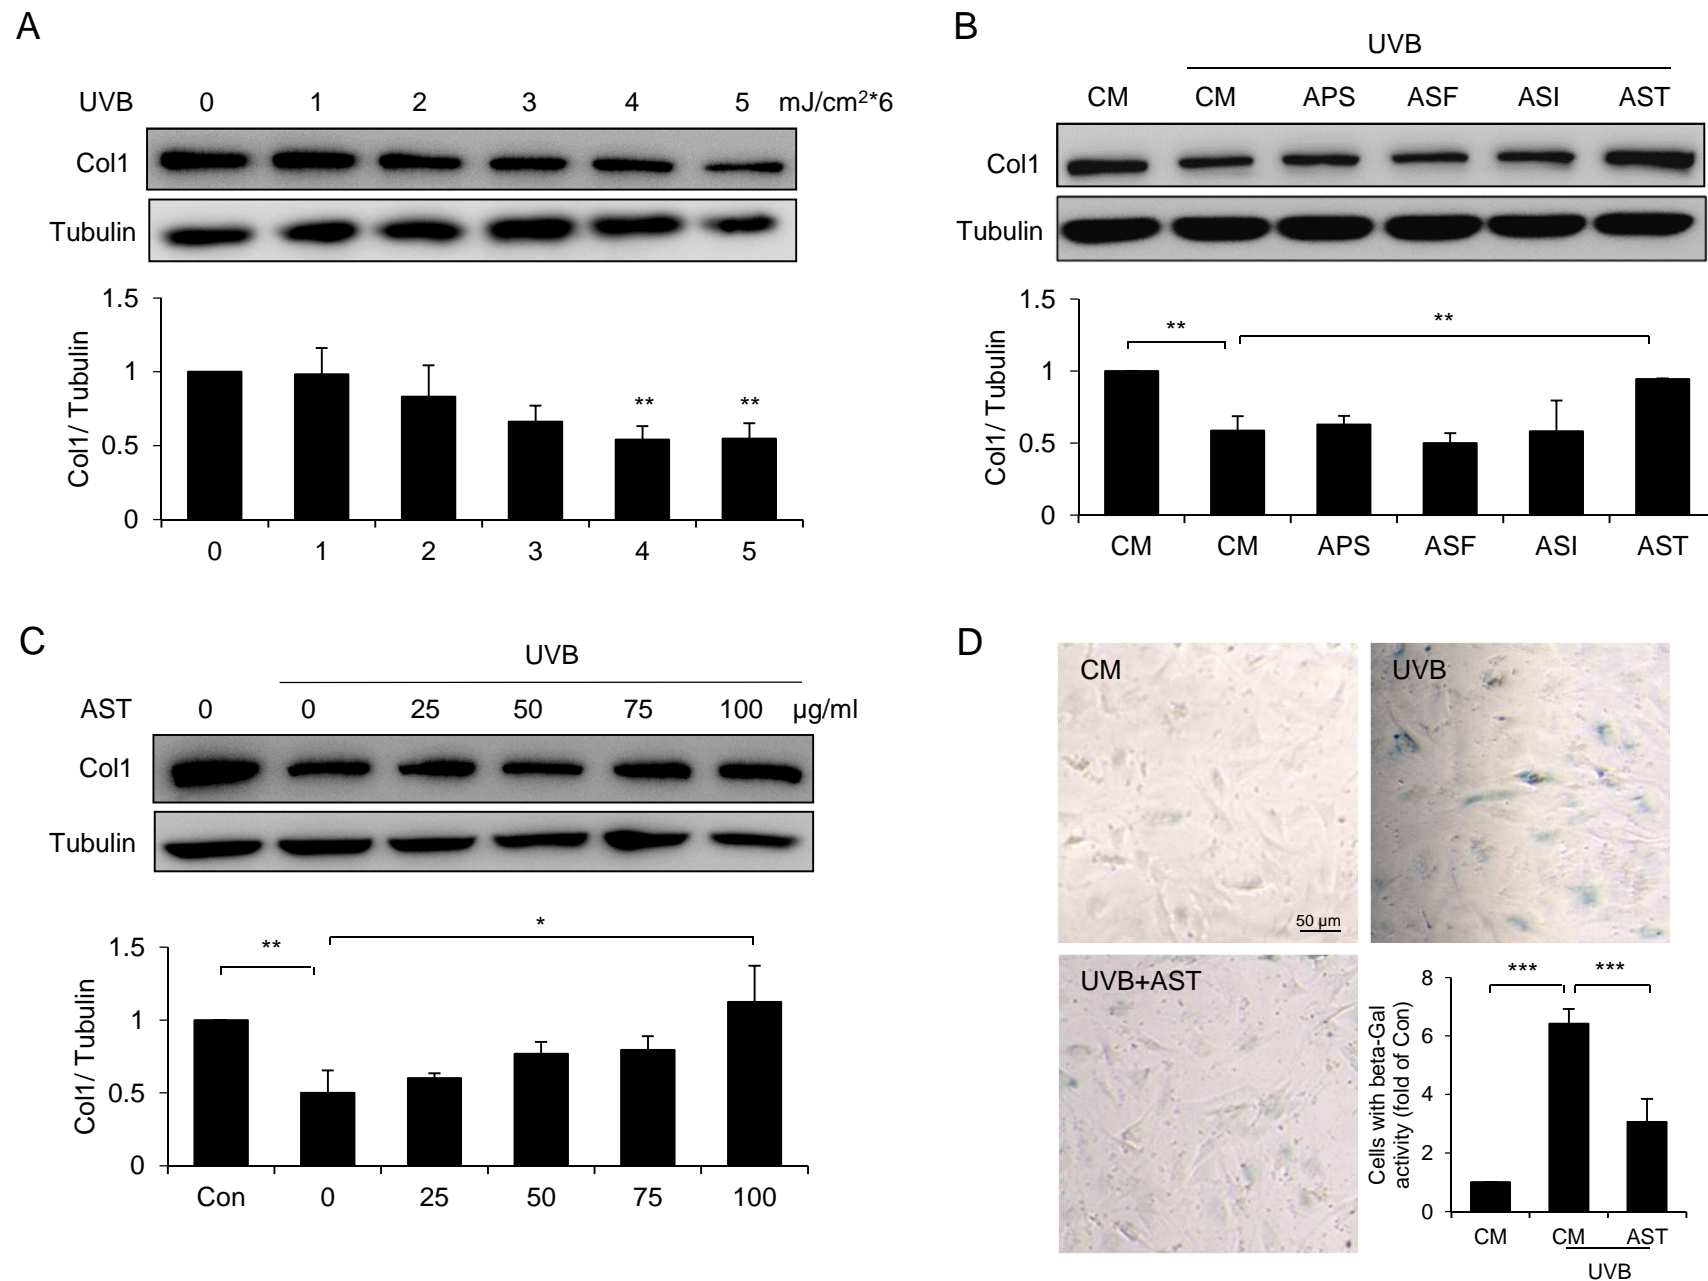 A
UVB 0 1 2 3 4 5 mJ/cm²*6
Col1
Tubulin
Col1/ Tubulin
1.5
1
0.5
0
** **
0 1 2 3 4 5
B
UVB
CM CM APS ASF ASI AST
Col1
Tubulin
Col1/ Tubulin
1.5
1
0.5
0
** **
CM CM APS ASF ASI AST
C
UVB
AST 0 0 25 50 75 100 µg/ml
Col1
Tubulin
Col1/ Tubulin
1.5
1
0.5
0
** *
Con 0 25 50 75 100
D
CM
50 µm
UVB
UVB+AST
Cells with beta-Gal
activity (fold of Con)
8
6
4
2
0
*** ***
CM CM AST
UVB